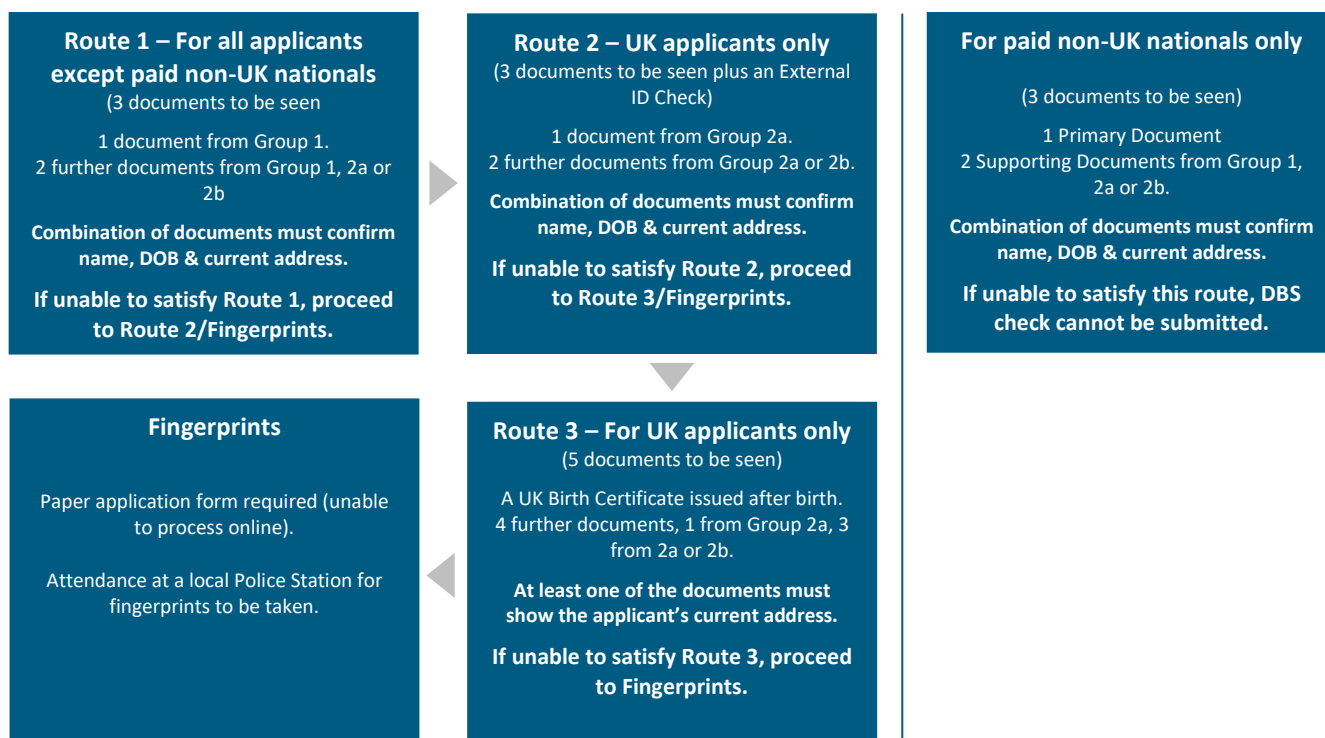 Route 1 – For all applicants
except paid non-UK nationals
(3 documents to be seen
1 document from Group 1.
2 further documents from Group 1, 2a or
2b
Combination of documents must confirm
name, DOB & current address.
If unable to satisfy Route 1, proceed
to Route 2/Fingerprints.
Route 2 – UK applicants only
(3 documents to be seen plus an External
ID Check)
1 document from Group 2a.
2 further documents from Group 2a or 2b.
Combination of documents must confirm
name, DOB & current address.
If unable to satisfy Route 2, proceed
to Route 3/Fingerprints.
For paid non-UK nationals only
(3 documents to be seen)
1 Primary Document
2 Supporting Documents from Group 1,
2a or 2b.
Combination of documents must confirm
name, DOB & current address.
If unable to satisfy this route, DBS
check cannot be submitted.
Fingerprints
Paper application form required (unable
to process online).
Attendance at a local Police Station for
fingerprints to be taken.
Route 3 – For UK applicants only
(5 documents to be seen)
A UK Birth Certificate issued after birth.
4 further documents, 1 from Group 2a, 3
from 2a or 2b.
At least one of the documents must
show the applicant's current address.
If unable to satisfy Route 3, proceed
to Fingerprints.